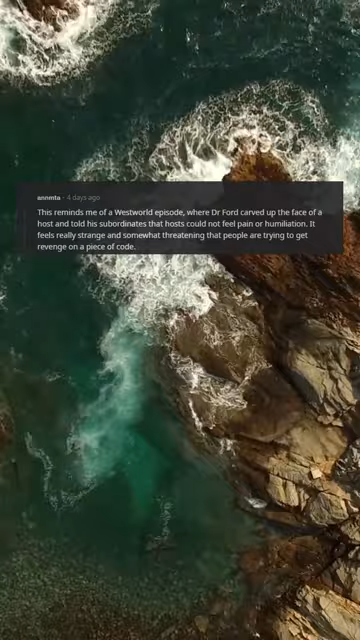 annmta · 4 days ago
This reminds me of a Westworld episode, where Dr Ford carved up the face of a
host and told his subordinates that hosts could not feel pain or humiliation. It
feels really strange and somewhat threatening that people are trying to get
revenge on a piece of code.